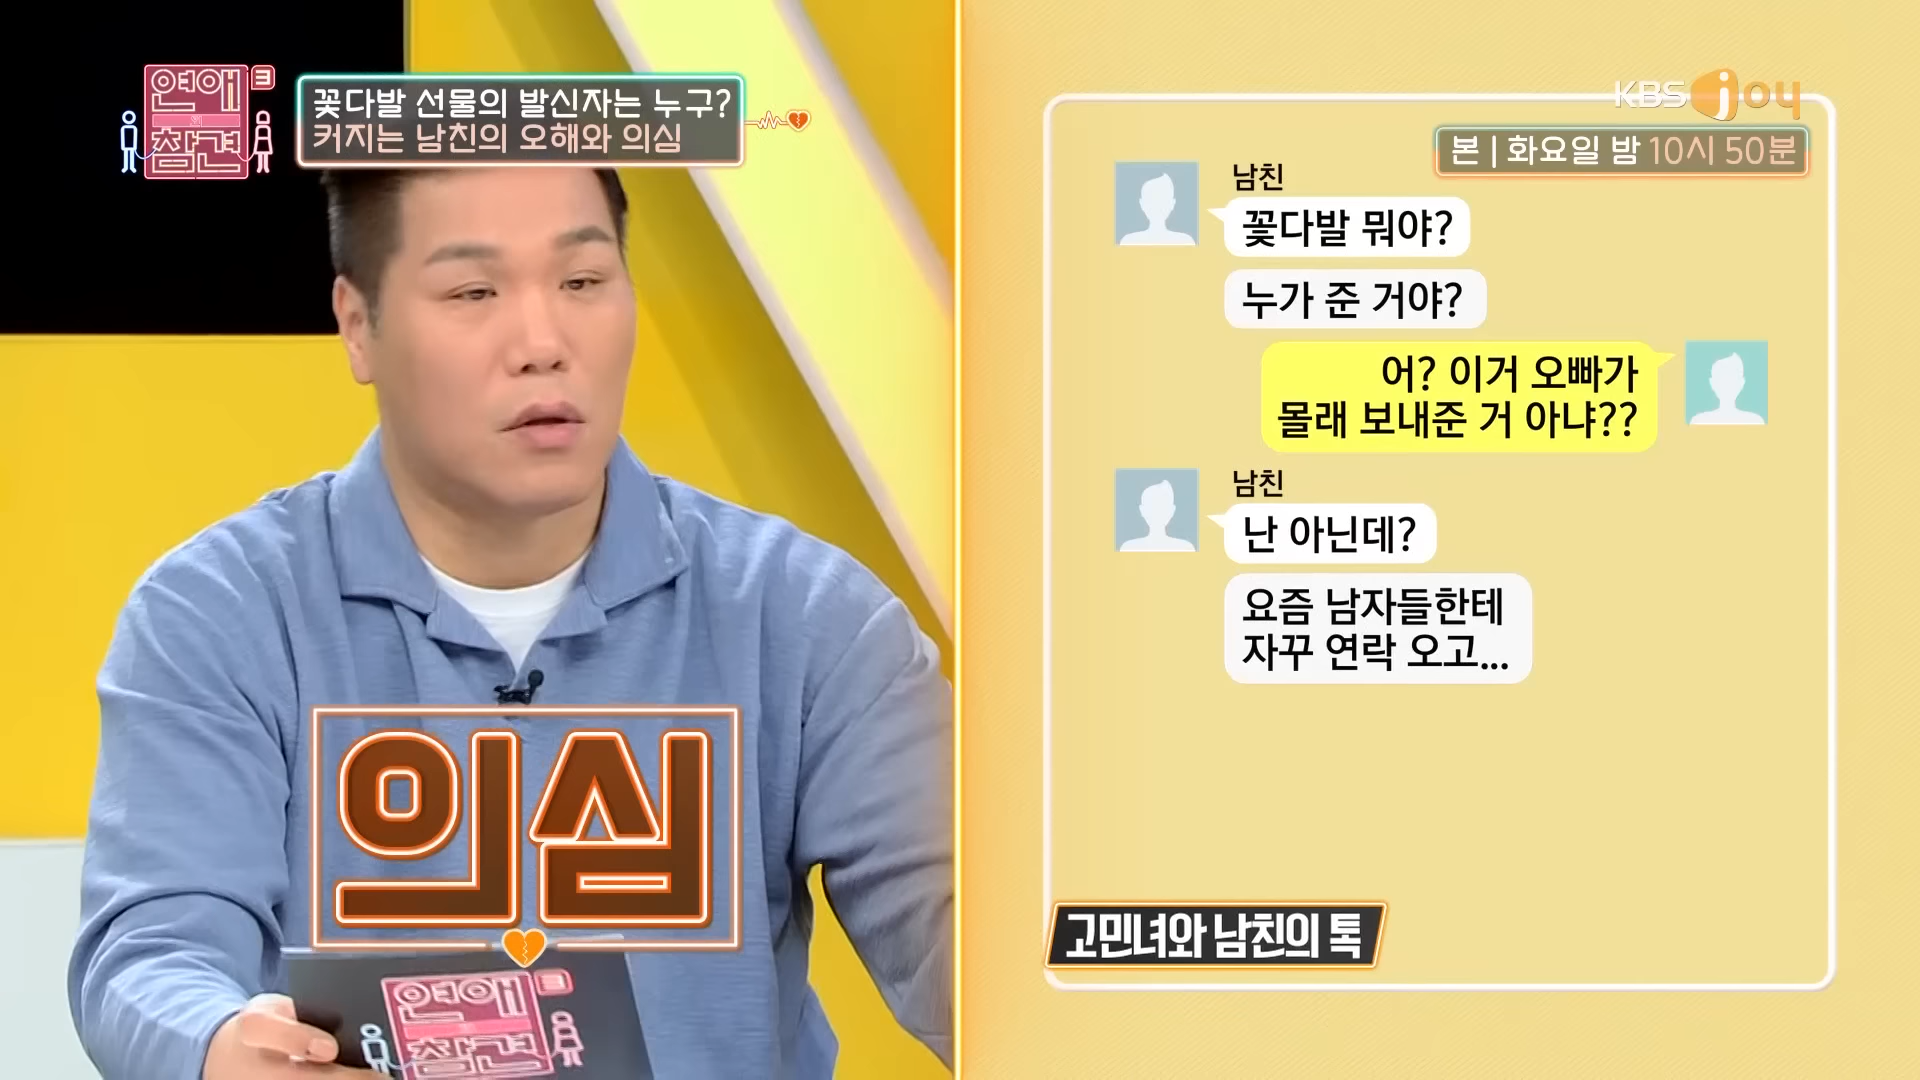 연애
의
참견
3
꽃다발 선물의 발신자는 누구?
커지는 남친의 오해와 의심
KBS joy
본 | 화요일 밤 10시 50분
남친
꽃다발 뭐야?
누가 준 거야?
어? 이거 오빠가
몰래 보내준 거 아냐??
남친
난 아닌데?
요즘 남자들한테
자꾸 연락 오고...
의심
고민녀와 남친의 톡
연애
의
참견
3